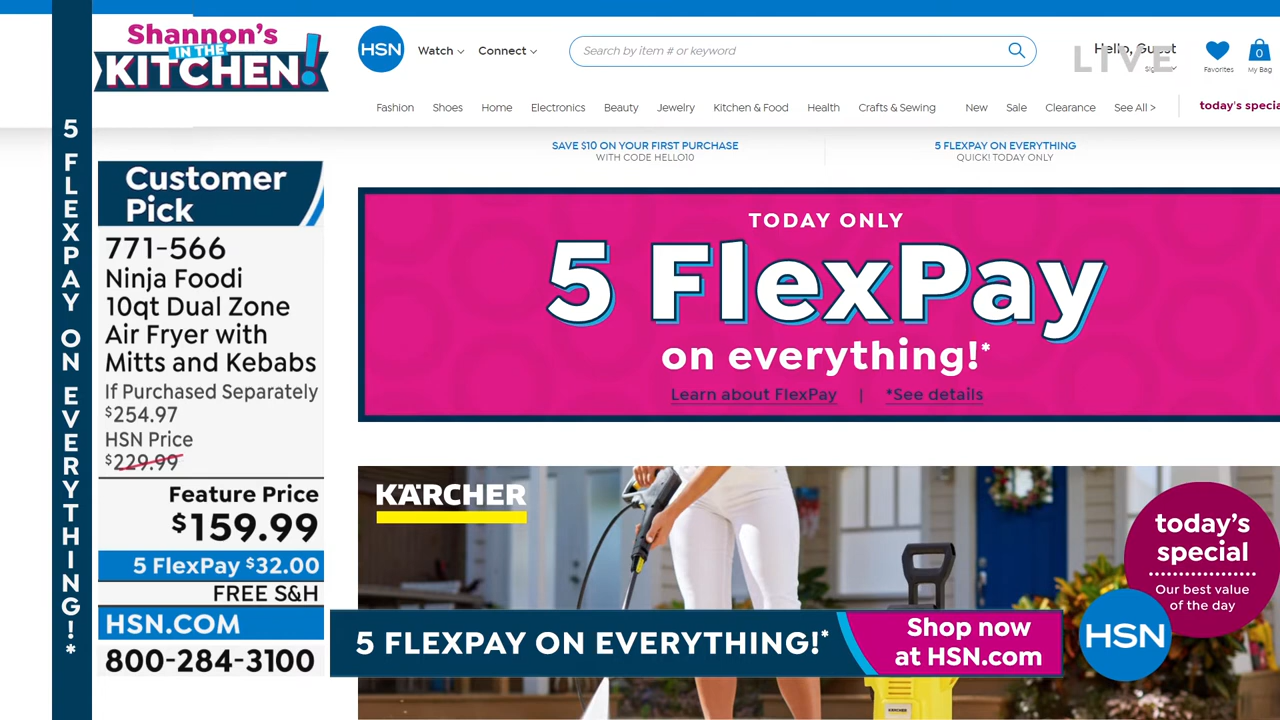 Shannon's
IN THE
KITCHEN!
5 FLEXPAY ON EVERYTHING!*
Customer
Pick
771-566
Ninja Foodi
10qt Dual Zone
Air Fryer with
Mitts and Kebabs
If Purchased Separately
$254.97
HSN Price
$229.99
Feature Price
$159.99
5 FlexPay $32.00
FREE S&H
HSN.COM
800-284-3100
HSN
Watch
Connect
Search by item # or keyword
Hello, Guest
LIVE
Favorites
0
My Bag
Fashion
Shoes
Home
Electronics
Beauty
Jewelry
Kitchen & Food
Health
Crafts & Sewing
New
Sale
Clearance
See All >
today's specia
SAVE $10 ON YOUR FIRST PURCHASE
WITH CODE HELLO10
5 FLEXPAY ON EVERYTHING
QUICK! TODAY ONLY
TODAY ONLY
5 FlexPay
on everything!*
Learn about FlexPay | *See details
KÄRCHER
today's
special
Our best value
of the day
KÄRCHER
5 FLEXPAY ON EVERYTHING!*
Shop now
at HSN.com
HSN